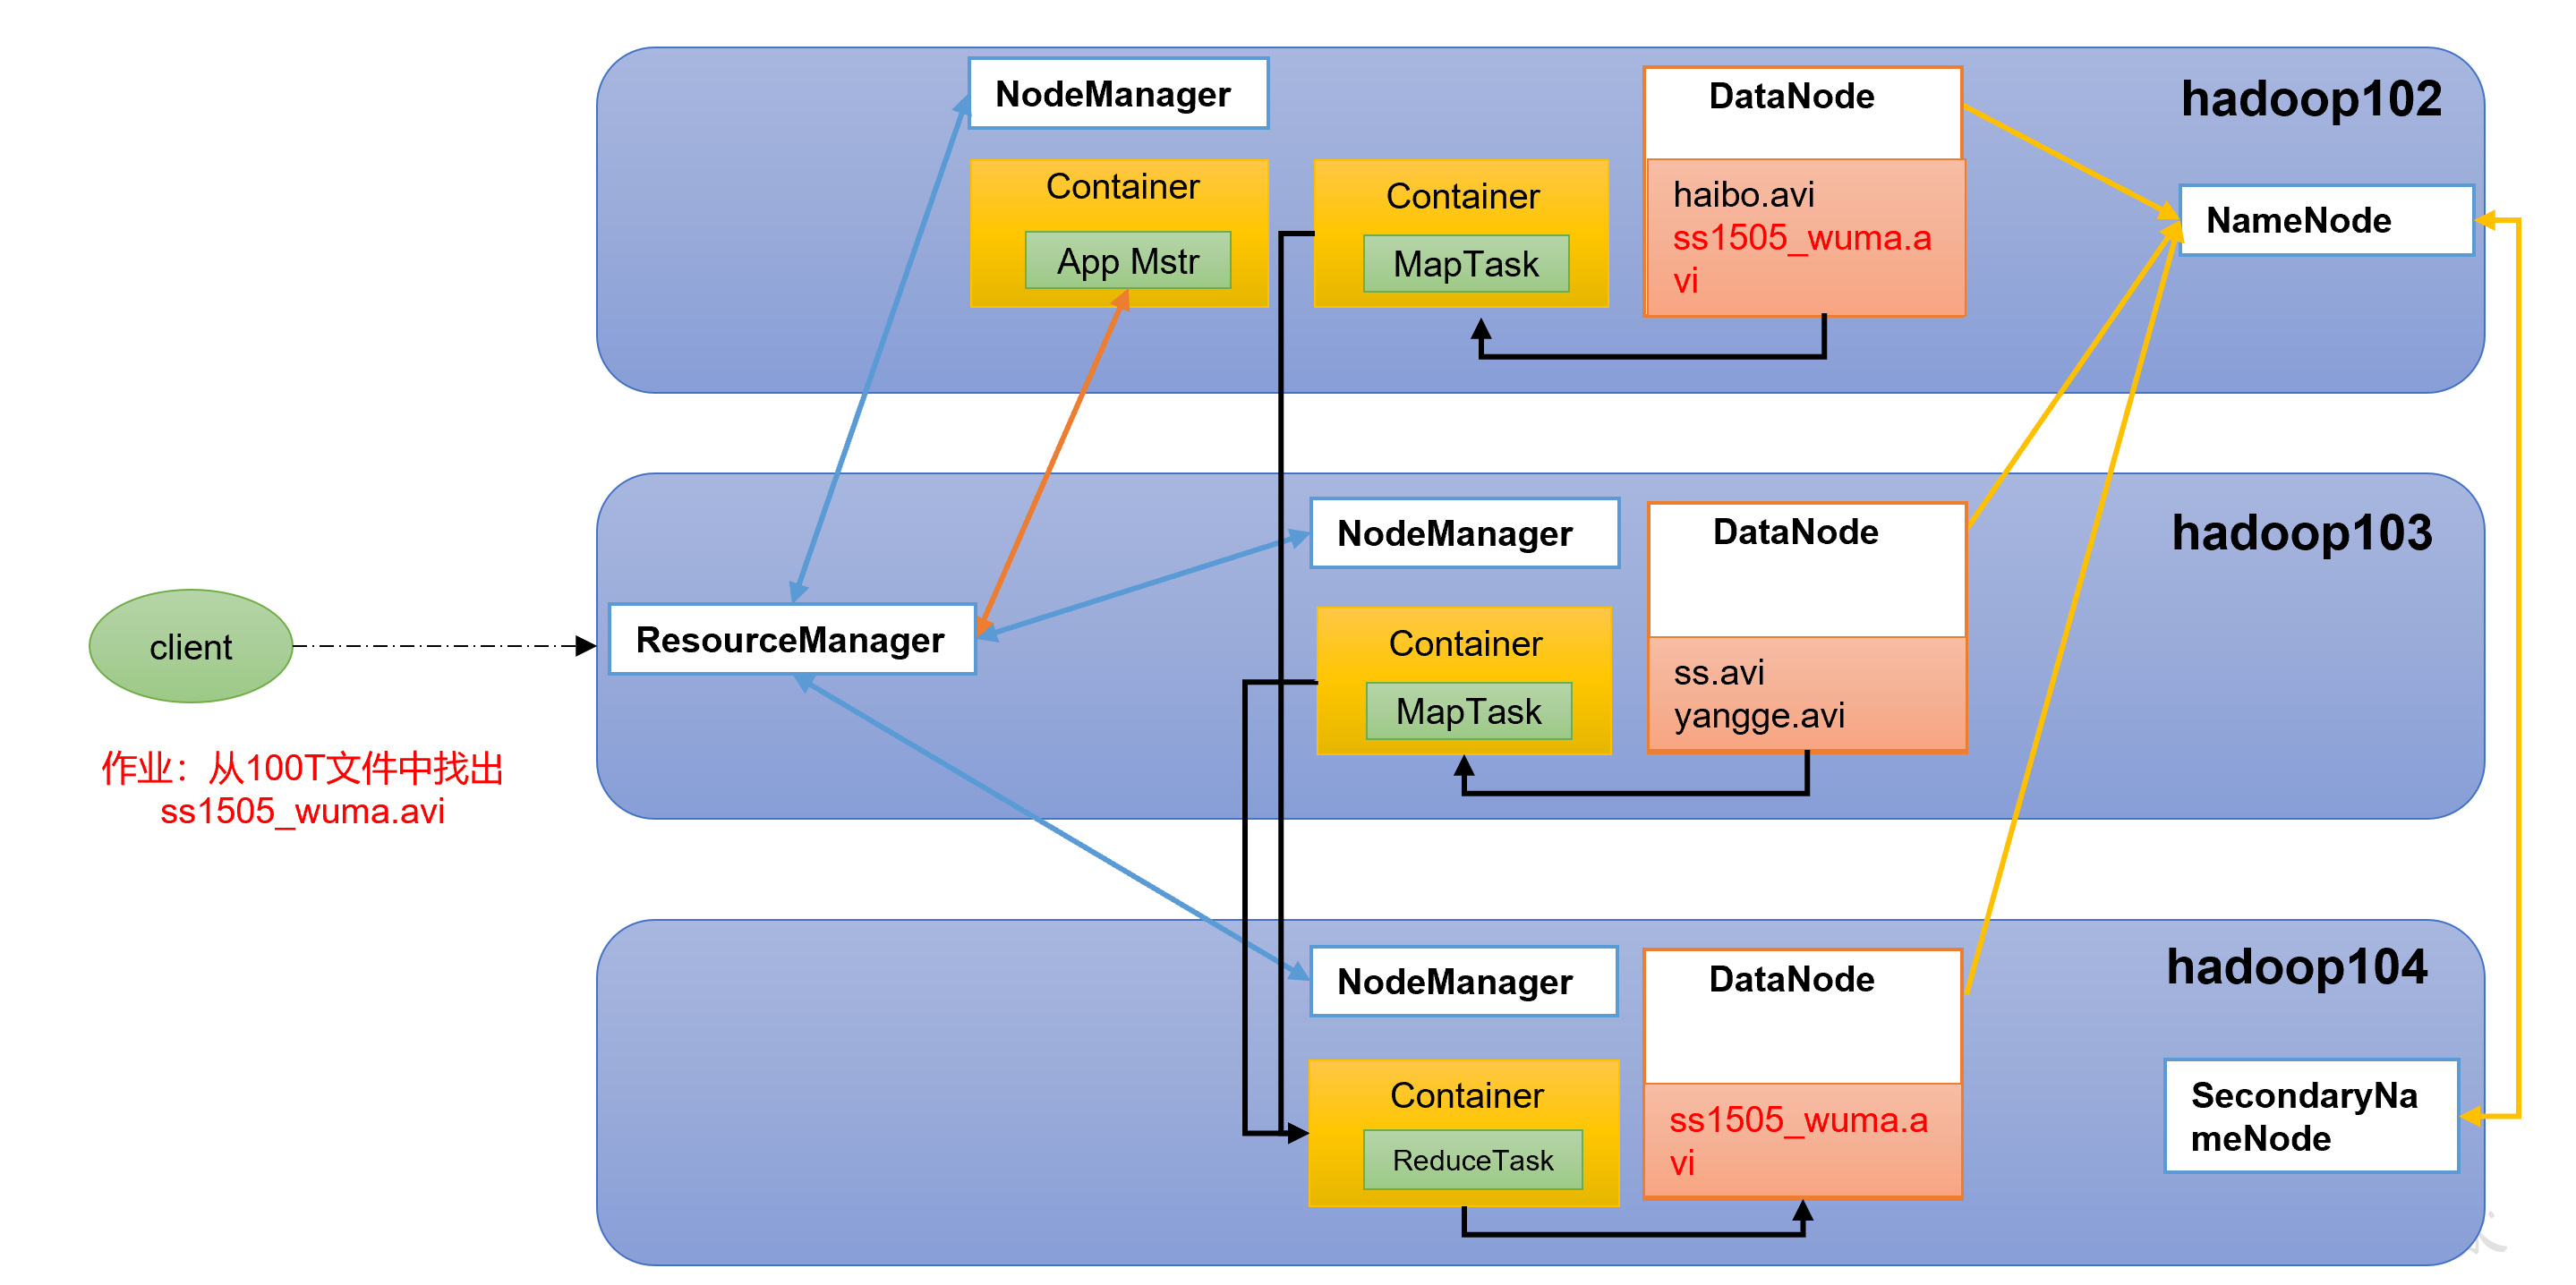 hadoop102
NodeManager
DataNode
Container
App Mstr
Container
MapTask
haibo.avi
ss1505_wuma.a
vi
NameNode
hadoop103
NodeManager
DataNode
client
ResourceManager
Container
MapTask
ss.avi
yangge.avi
作业：从100T文件中找出
ss1505_wuma.avi
hadoop104
NodeManager
DataNode
Container
ReduceTask
ss1505_wuma.a
vi
SecondaryNa
meNode